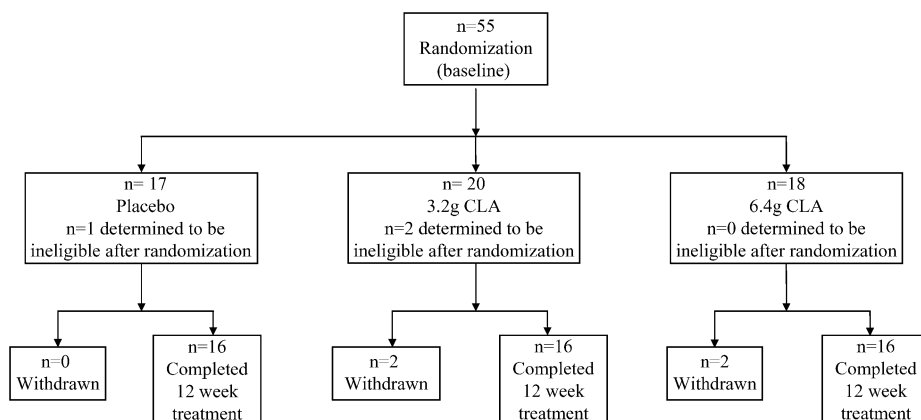 n=55
Randomization
(baseline)
n= 17
Placebo
n=1 determined to be
ineligible after randomization
n= 20
3.2g CLA
n=2 determined to be
ineligible after randomization
n=18
6.4g CLA
n=0 determined to be
ineligible after randomization
n=0
Withdrawn
n=16
Completed
12 week
treatment
n=2
Withdrawn
n=16
Completed
12 week
treatment
n=2
Withdrawn
n=16
Completed
12 week
treatment